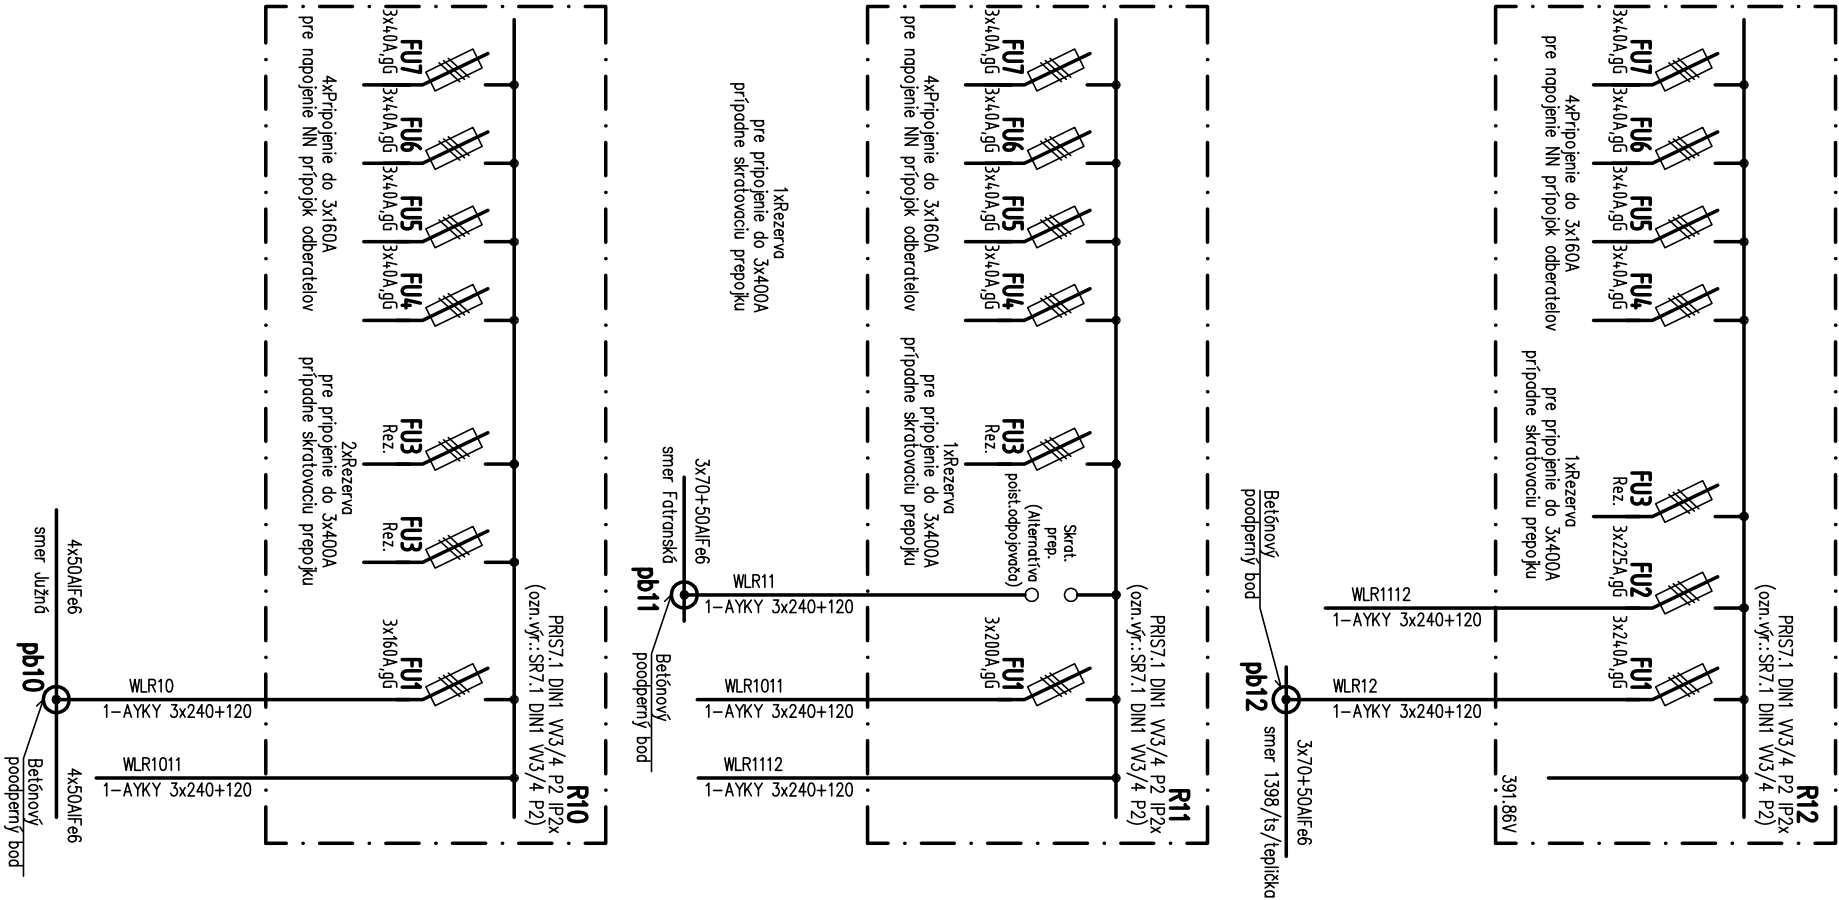 R10
PRIS7.1 DIN1 VV3/4 P2 IP2x
(ozn.výr.:SR7.1 DIN1 VV3/4 P2)
FU7
3x40A,gG
FU6
3x40A,gG
FU5
3x40A,gG
FU4
3x40A,gG
4xPripojenie do 3x160A
pre napojenie NN prípojok odberatelov
FU3
Rez.
FU3
Rez.
2xRezerva
pre pripojenie do 3x400A
prípadne skratovaciu prepojku
FU1
3x160A,gG
WLR10
1-AYKY 3x240+120
WLR1011
1-AYKY 3x240+120
4x50AlFe6
smer Južná
pb10
4x50AlFe6
Betónový
poodperný bod
R11
PRIS7.1 DIN1 VV3/4 P2 IP2x
(ozn.výr.:SR7.1 DIN1 VV3/4 P2)
FU7
3x40A,gG
FU6
3x40A,gG
FU5
3x40A,gG
FU4
3x40A,gG
4xPripojenie do 3x160A
pre napojenie NN prípojok odberatelov
1xRezerva
pre pripojenie do 3x400A
prípadne skratovaciu prepojku
FU3
Rez.
1xRezerva
pre pripojenie do 3x400A
prípadne skratovaciu prepojku
Skrat.
prep.
(Alternatíva
poist.odpojovača)
FU1
3x200A,gG
WLR11
1-AYKY 3x240+120
WLR1011
1-AYKY 3x240+120
WLR1112
1-AYKY 3x240+120
3x70+50AlFe6
smer Fatranská
pb11
Betónový
poodperný bod
R12
PRIS7.1 DIN1 VV3/4 P2 IP2x
(ozn.výr.:SR7.1 DIN1 VV3/4 P2)
FU7
3x40A,gG
FU6
3x40A,gG
FU5
3x40A,gG
FU4
3x40A,gG
4xPripojenie do 3x160A
pre napojenie NN prípojok odberatelov
FU3
Rez.
1xRezerva
pre pripojenie do 3x400A
prípadne skratovaciu prepojku
FU2
3x225A,gG
FU1
3x240A,gG
WLR1112
1-AYKY 3x240+120
WLR12
1-AYKY 3x240+120
391.86V
Betónový
poodperný bod
pb12
3x70+50AlFe6
smer 1398/ts/teplička